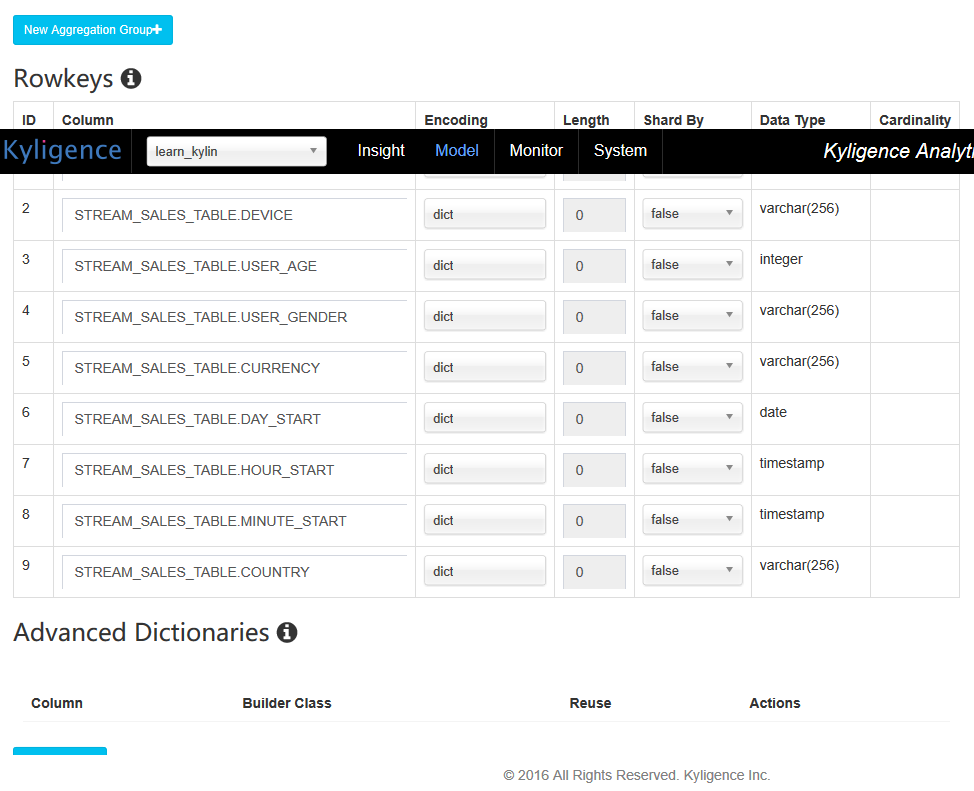 New Aggregation Group+
Rowkeys
ID Column Encoding Length Shard By Data Type Cardinality
Kyligence learn_kylin Insight Model Monitor System Kyligence Analyt
2 STREAM_SALES_TABLE.DEVICE dict 0 false varchar(256)
3 STREAM_SALES_TABLE.USER_AGE dict 0 false integer
4 STREAM_SALES_TABLE.USER_GENDER dict 0 false varchar(256)
5 STREAM_SALES_TABLE.CURRENCY dict 0 false varchar(256)
6 STREAM_SALES_TABLE.DAY_START dict 0 false date
7 STREAM_SALES_TABLE.HOUR_START dict 0 false timestamp
8 STREAM_SALES_TABLE.MINUTE_START dict 0 false timestamp
9 STREAM_SALES_TABLE.COUNTRY dict 0 false varchar(256)
Advanced Dictionaries
Column Builder Class Reuse Actions
© 2016 All Rights Reserved. Kyligence Inc.